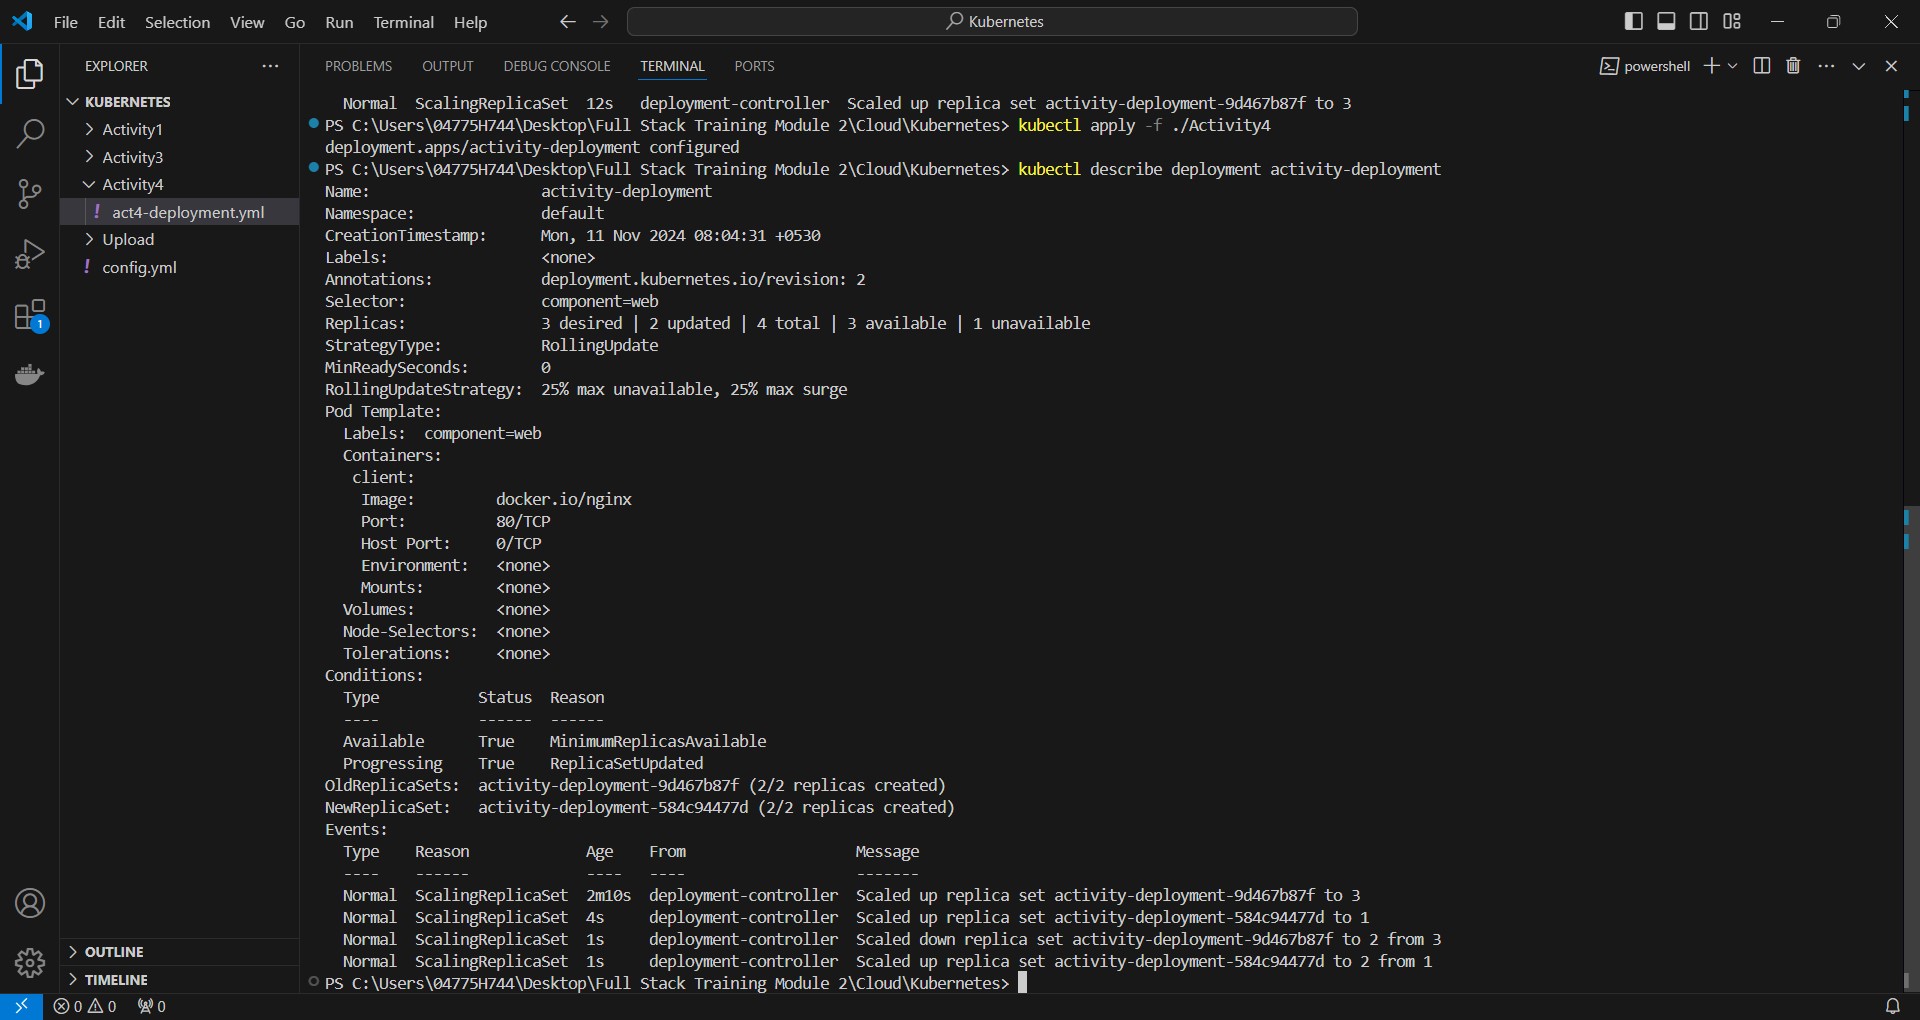 File Edit Selection View Go Run Terminal Help
Kubernetes
EXPLORER
KUBERNETES
Activity1
Activity3
Activity4
! act4-deployment.yml
Upload
! config.yml
1
OUTLINE
TIMELINE
PROBLEMS OUTPUT DEBUG CONSOLE TERMINAL PORTS
powershell
Normal  ScalingReplicaSet  12s   deployment-controller  Scaled up replica set activity-deployment-9d467b87f to 3
PS C:\Users\04775H744\Desktop\Full Stack Training Module 2\Cloud\Kubernetes> kubectl apply -f ./Activity4
deployment.apps/activity-deployment configured
PS C:\Users\04775H744\Desktop\Full Stack Training Module 2\Cloud\Kubernetes> kubectl describe deployment activity-deployment
Name:                   activity-deployment
Namespace:              default
CreationTimestamp:      Mon, 11 Nov 2024 08:04:31 +0530
Labels:                 <none>
Annotations:            deployment.kubernetes.io/revision: 2
Selector:               component=web
Replicas:               3 desired | 2 updated | 4 total | 3 available | 1 unavailable
StrategyType:           RollingUpdate
MinReadySeconds:        0
RollingUpdateStrategy:  25% max unavailable, 25% max surge
Pod Template:
  Labels:  component=web
  Containers:
   client:
    Image:         docker.io/nginx
    Port:          80/TCP
    Host Port:     0/TCP
    Environment:   <none>
    Mounts:        <none>
  Volumes:         <none>
  Node-Selectors:  <none>
  Tolerations:     <none>
Conditions:
  Type           Status  Reason
  ----           ------  ------
  Available      True    MinimumReplicasAvailable
  Progressing    True    ReplicaSetUpdated
OldReplicaSets:  activity-deployment-9d467b87f (2/2 replicas created)
NewReplicaSet:   activity-deployment-584c94477d (2/2 replicas created)
Events:
  Type    Reason             Age    From                   Message
  ----    ------             ----   ----                   -------
  Normal  ScalingReplicaSet  2m10s  deployment-controller  Scaled up replica set activity-deployment-9d467b87f to 3
  Normal  ScalingReplicaSet  4s     deployment-controller  Scaled up replica set activity-deployment-584c94477d to 1
  Normal  ScalingReplicaSet  1s     deployment-controller  Scaled down replica set activity-deployment-9d467b87f to 2 from 3
  Normal  ScalingReplicaSet  1s     deployment-controller  Scaled up replica set activity-deployment-584c94477d to 2 from 1
PS C:\Users\04775H744\Desktop\Full Stack Training Module 2\Cloud\Kubernetes>
0 0 0